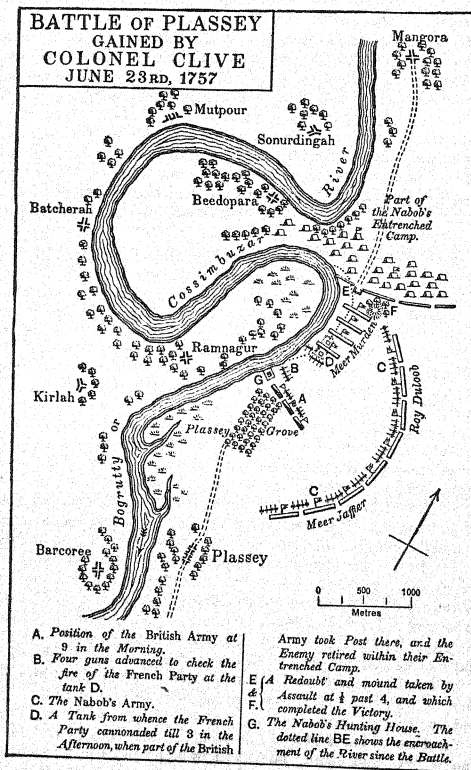 BATTLE OF PLASSEY
GAINED BY
COLONEL CLIVE
JUNE 23RD, 1757
Mangora
Mutpour
Sonurdingah
River
Beedopara
Part of
the Nabob's
Entrenched
Camp.
Batcherah
Cossimbuzar
E
F
Meer Murden
D
Ramnagur
C
Roy Duloob
B
G
A
Kirlah
Plassey Grove
Bogrutty or
C
Meer Jaffier
Barcoree
Plassey
0 500 1000
Metres
A. Position of the British Army at
9 in the Morning.
B. Four guns advanced to check the
fire of the French Party at the
tank D.
C. The Nabob's Army.
D. A Tank from whence the French
Party cannonaded till 3 in the
Afternoon, when part of the British
Army took Post there, and the
Enemy retired within their En-
trenched Camp.
E & F. A Redoubt and mound taken by
Assault at ½ past 4, and which
completed the Victory.
G. The Nabob's Hunting House. The
dotted line BE shows the encroach-
ment of the River since the Battle.